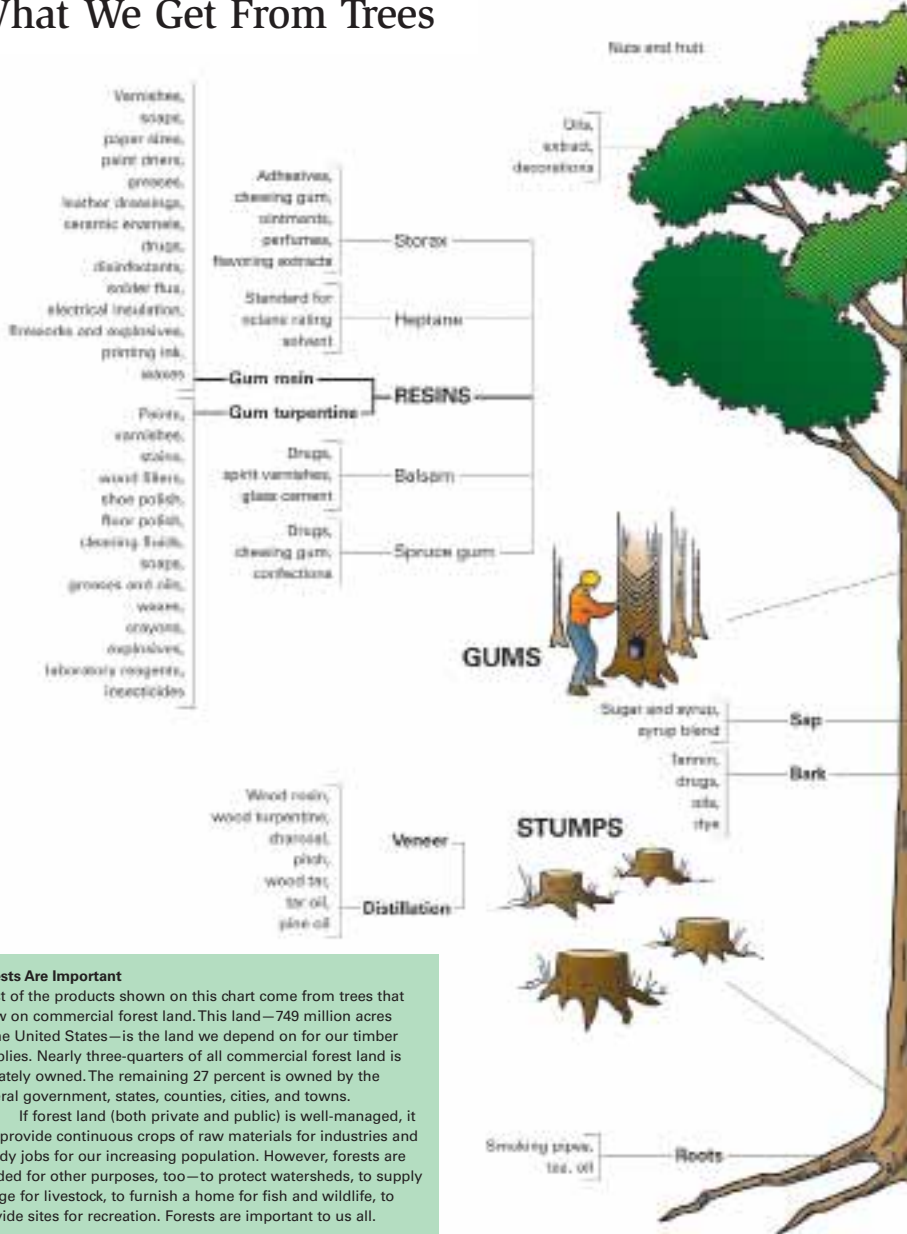 What We Get From Trees
Nuts and fruit
Oils,
extract,
decorations
Varnishes,
soaps,
paper sizes,
paint driers,
greases,
leather dressings,
ceramic enamels,
drugs,
disinfectants,
solder flux,
electrical insulation,
fireworks and explosives,
printing ink,
waxes
Gum rosin
Adhesives,
chewing gum,
ointments,
perfumes,
flavoring extracts
Storax
Standard for
octane rating
solvent
Heptane
RESINS
Gum turpentine
Paints,
varnishes,
stains,
wood fillers,
shoe polish,
floor polish,
cleaning fluids,
soaps,
greases and oils,
waxes,
crayons,
explosives,
laboratory reagents,
insecticides
Drugs,
spirit varnishes,
glass cement
Balsam
Drugs,
chewing gum,
confections
Spruce gum
GUMS
Sugar and syrup,
syrup blend
Sap
Tannin,
drugs,
oils,
dye
Bark
STUMPS
Wood rosin,
wood turpentine,
charcoal,
pitch,
wood tar,
tar oil,
pine oil
Veneer
Distillation
Smoking pipes,
tea, oil
Roots
ests Are Important
t of the products shown on this chart come from trees that
w on commercial forest land. This land—749 million acres
ne United States—is the land we depend on for our timber
plies. Nearly three-quarters of all commercial forest land is
ately owned. The remaining 27 percent is owned by the
eral government, states, counties, cities, and towns.
If forest land (both private and public) is well-managed, it
provide continuous crops of raw materials for industries and
dy jobs for our increasing population. However, forests are
ded for other purposes, too—to protect watersheds, to supply
ge for livestock, to furnish a home for fish and wildlife, to
vide sites for recreation. Forests are important to us all.